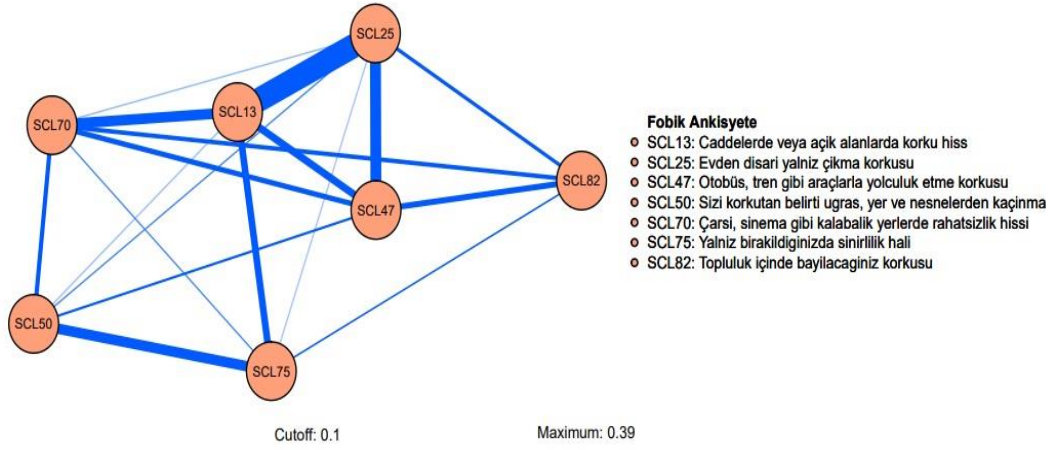 SCL25
SCL13
SCL70
SCL82
SCL47
SCL50
SCL75
Fobik Anksiyete
SCL13: Caddelerde veya açik alanlarda korku hiss
SCL25: Evden disari yalniz çikma korkusu
SCL47: Otobüs, tren gibi araçlarla yolculuk etme korkusu
SCL50: Sizi korkutan belirti ugras, yer ve nesnelerden kaçinma
SCL70: Çarsi, sinema gibi kalabalik yerlerde rahatsizlik hissi
SCL75: Yalniz birakildiginizda sinirlilik hali
SCL82: Topluluk içinde bayilacaginiz korkusu
Cutoff: 0.1
Maximum: 0.39